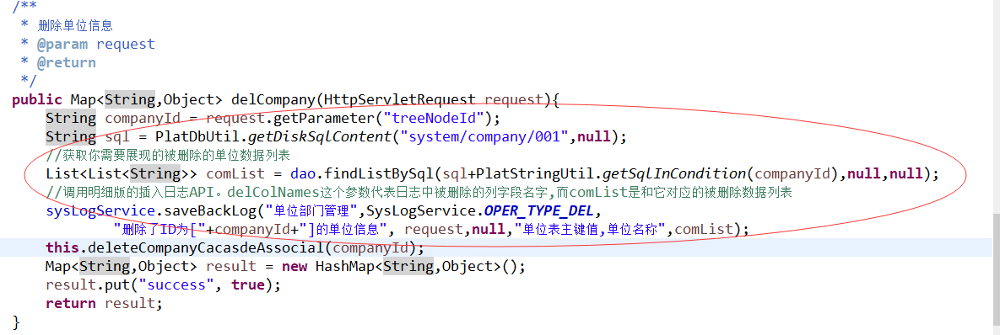 /**
 * 删除单位信息
 * @param request
 * @return
 */
public Map<String,Object> delCompany(HttpServletRequest request){
    String companyId = request.getParameter("treeNodeId");
    String sql = PlatDbUtil.getDiskSqlContent("system/company/001",null);
    //获取你需要展现的被删除的单位数据列表
    List<List<String>> comList = dao.findListBySql(sql+PlatStringUtil.getSqlInCondition(companyId),null,null);
    //调用明细版的插入日志API。delColNames这个参数代表日志中被删除的列字段名字,而comList是和它对应的被删除数据列表
    sysLogService.saveBackLog("单位部门管理",SysLogService.OPER_TYPE_DEL,
            "删除了ID为["+companyId+"]的单位信息", request,null,"单位表主键值,单位名称",comList);
    this.deleteCompanyCacasdeAssocial(companyId);
    Map<String,Object> result = new HashMap<String,Object>();
    result.put("success", true);
    return result;
}